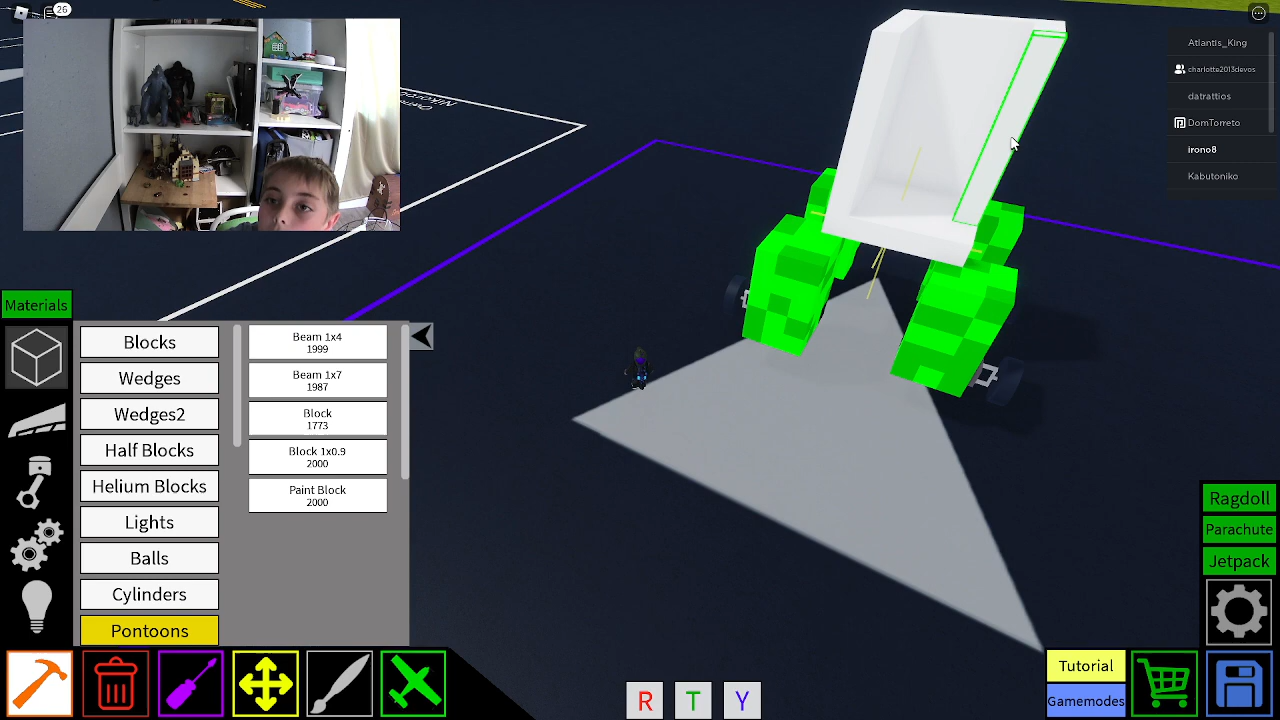 26
Atlantis_King
charlotte2013devos
datrattios
DomTorreto
irono8
Kabutoniko
Materials
Blocks
Wedges
Wedges2
Half Blocks
Helium Blocks
Lights
Balls
Cylinders
Pontoons
Beam 1x4
1999
Beam 1x7
1987
Block
1773
Block 1x0.9
2000
Paint Block
2000
Ragdoll
Parachute
Jetpack
Tutorial
Gamemodes
R T Y